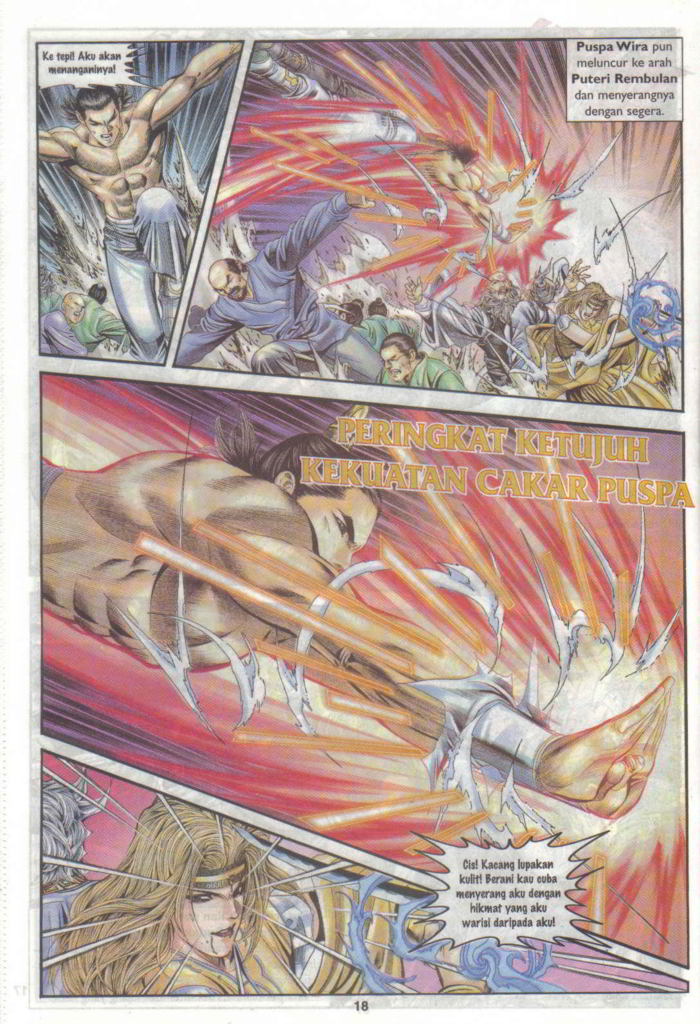 Ke tepi! Aku akan
menanganinya!
Puspa Wira pun
meluncur ke arah
Puteri Rembulan
dan menyerangnya
dengan segera.
PERINGKAT KETUJUH
KEKUATAN CAKAR PUSPA
Cis! Kacang lupakan
kulit! Berani kau cuba
menyerang aku dengan
hikmat yang aku
warisi daripada aku!
18